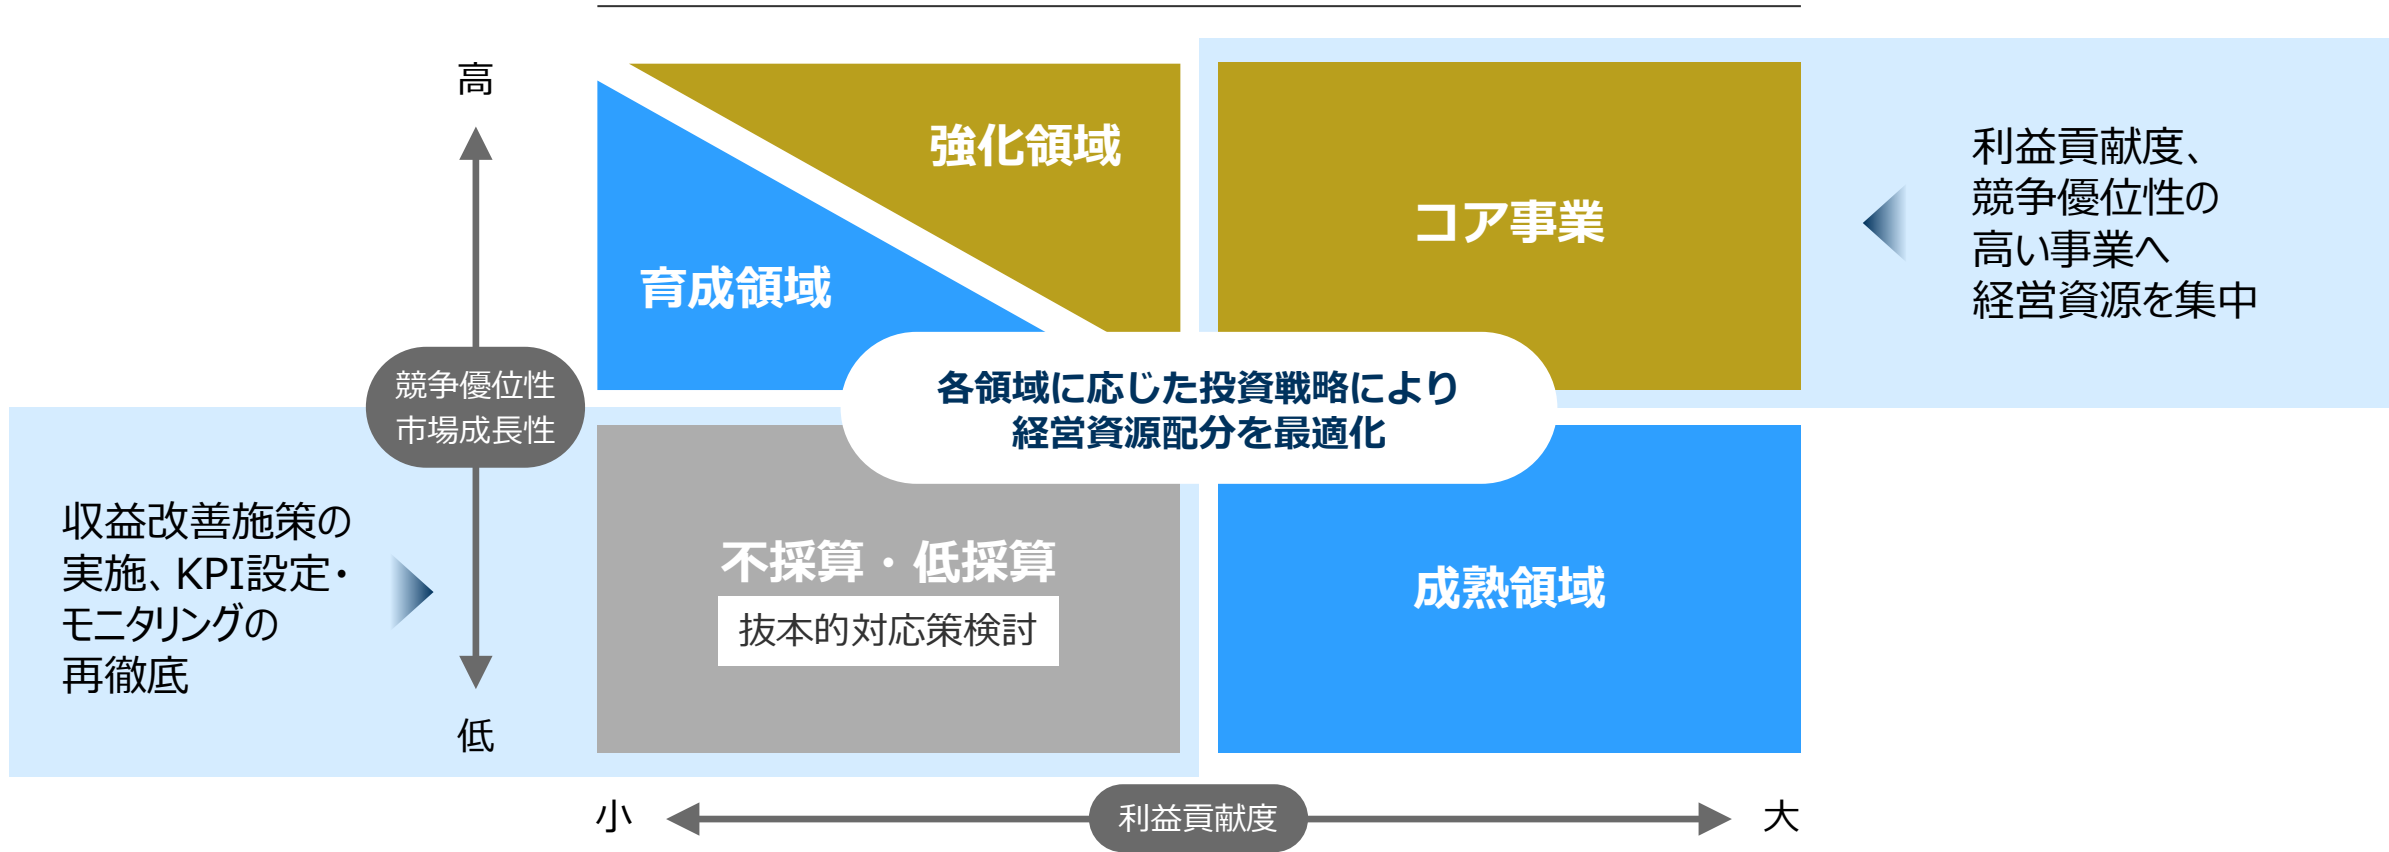 高
強化領域
コア事業
利益貢献度、
競争優位性の
高い事業へ
経営資源を集中
育成領域
競争優位性
市場成長性
各領域に応じた投資戦略により
経営資源配分を最適化
収益改善施策の
実施、KPI設定・
モニタリングの
再徹底
不採算・低採算
抜本的対応策検討
成熟領域
低
小
利益貢献度
大